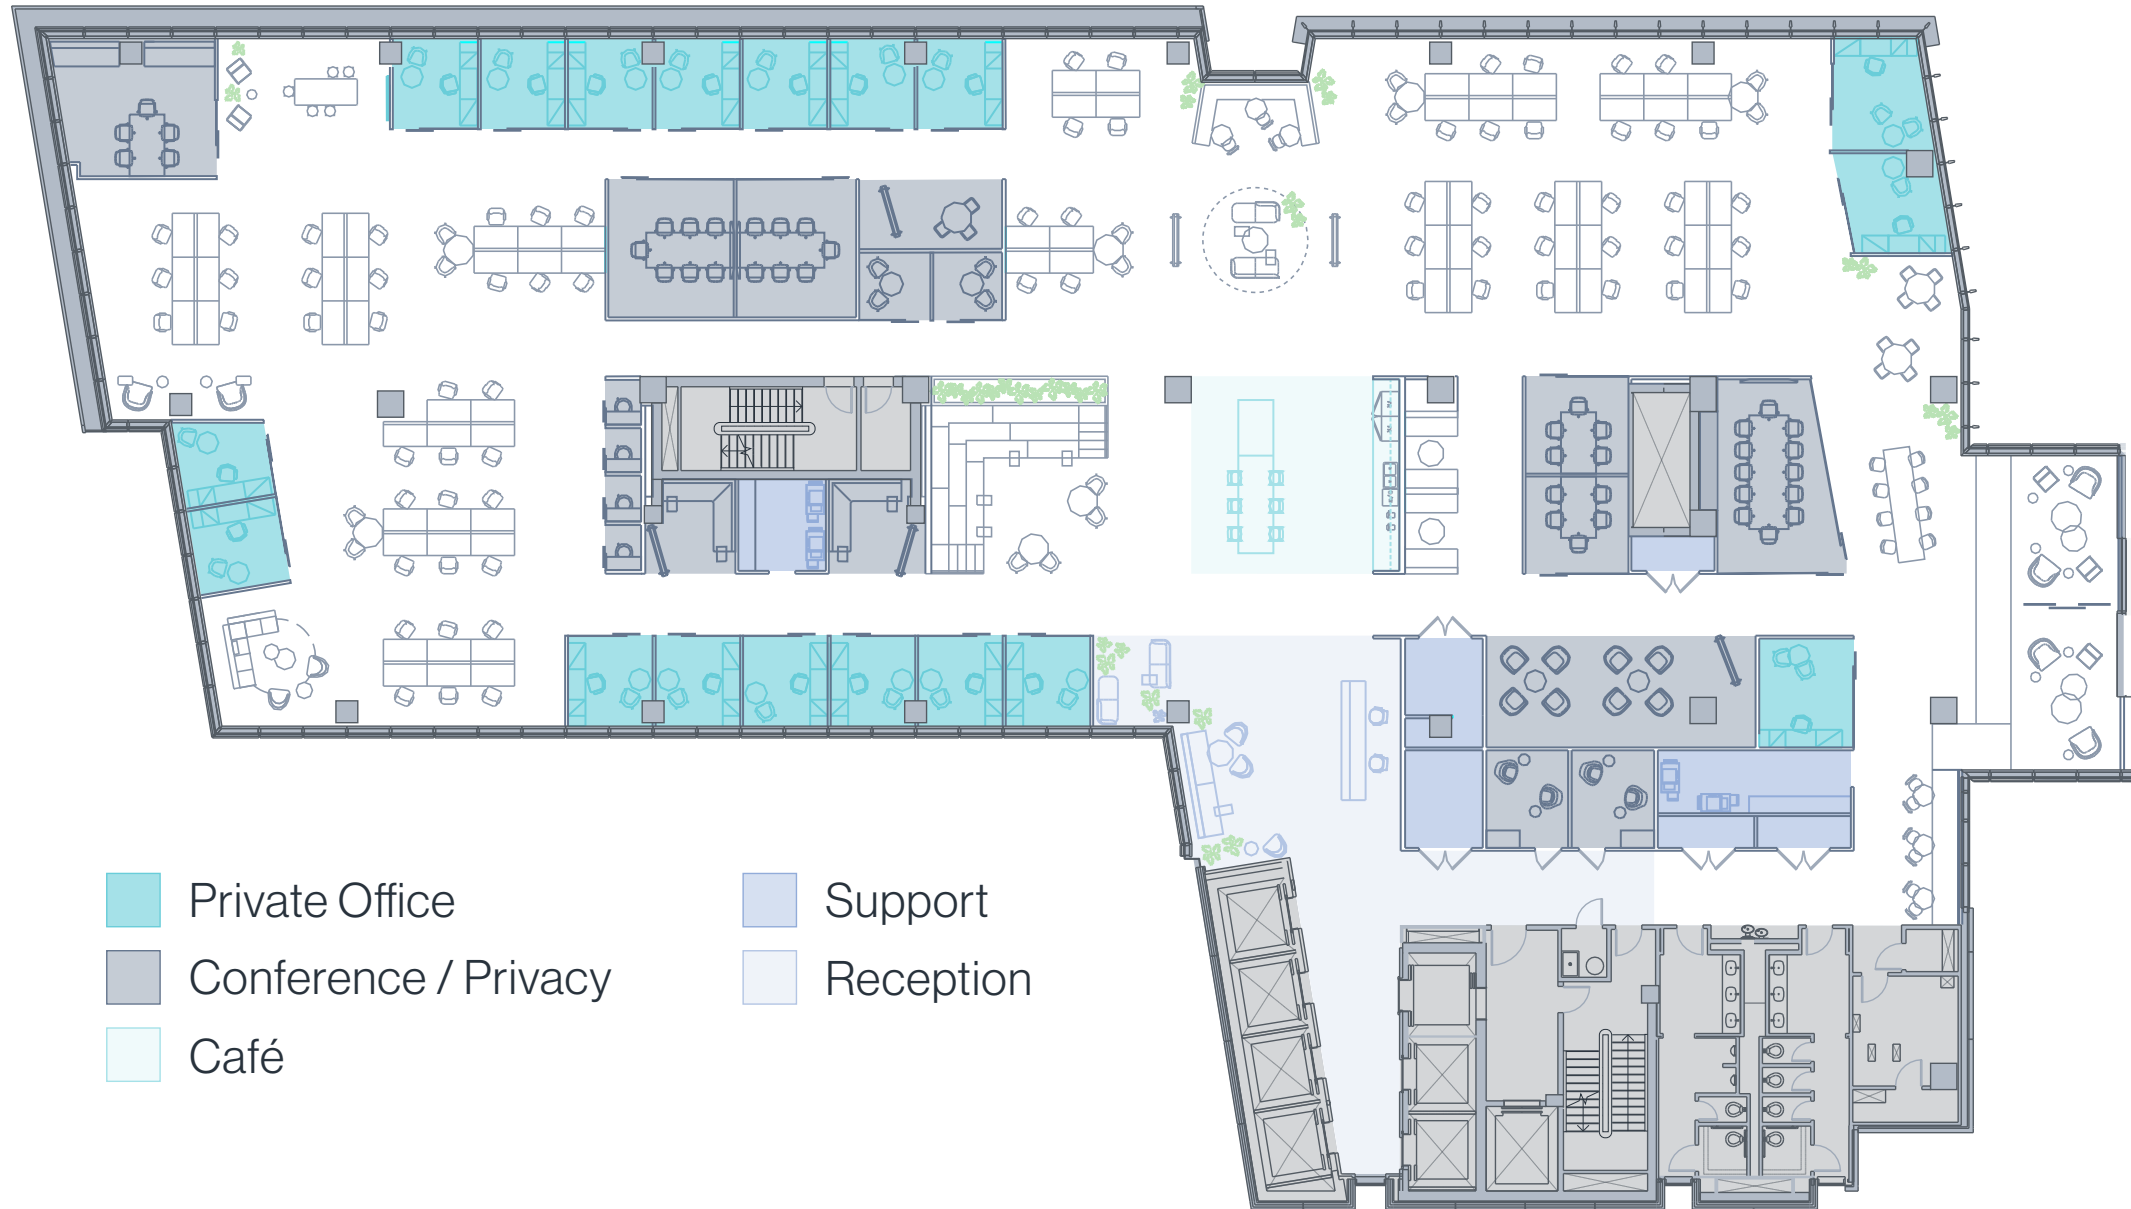 Private Office
Conference / Privacy
Café
Support
Reception